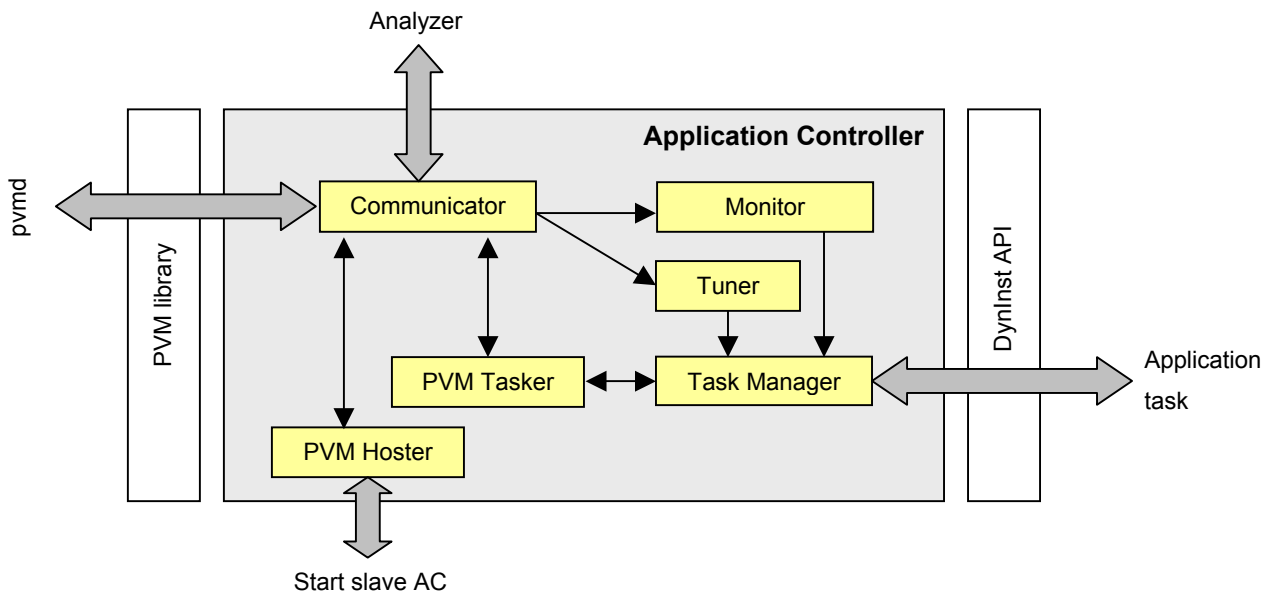 Analyzer
Application Controller
pvmd
PVM library
Communicator
Monitor
Tuner
DynInst API
PVM Tasker
Task Manager
Application
task
PVM Hoster
Start slave AC